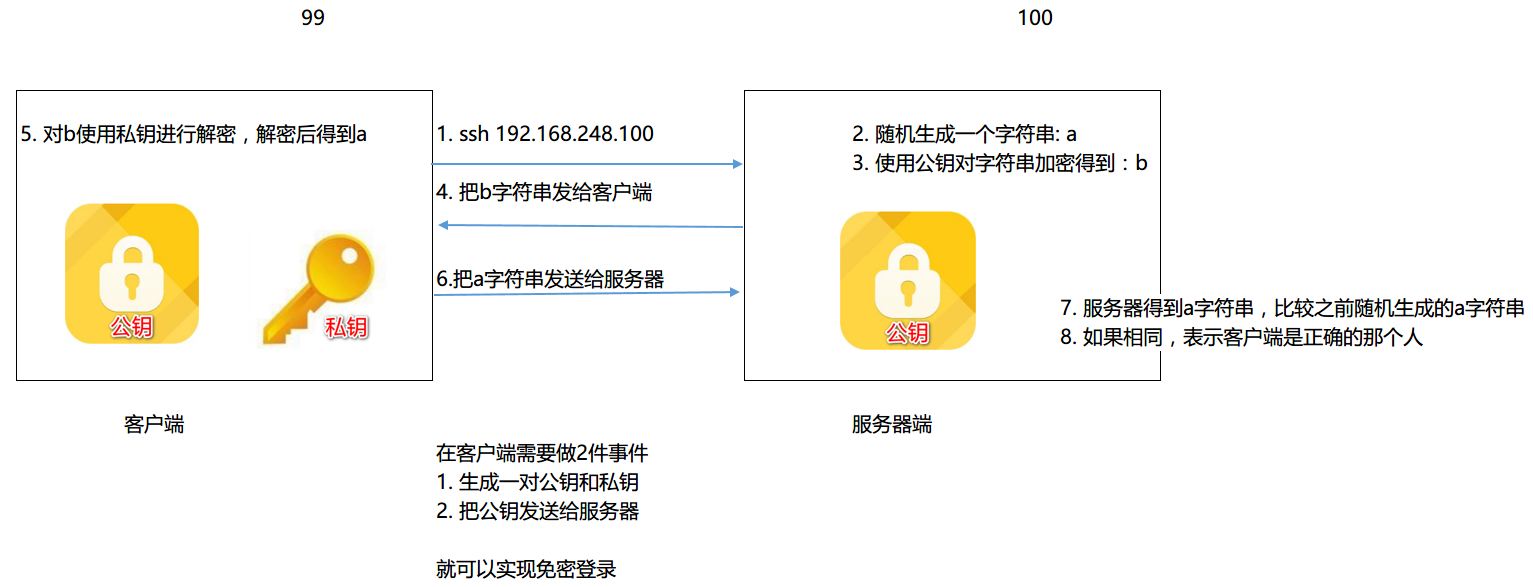 99
100
5. 对b使用私钥进行解密，解密后得到a
1. ssh 192.168.248.100
2. 随机生成一个字符串: a
3. 使用公钥对字符串加密得到：b
4. 把b字符串发给客户端
6.把a字符串发送给服务器
公钥
私钥
公钥
7. 服务器得到a字符串，比较之前随机生成的a字符串
8. 如果相同，表示客户端是正确的那个人
客户端
服务器端
在客户端需要做2件事件
1. 生成一对公钥和私钥
2. 把公钥发送给服务器
就可以实现免密登录